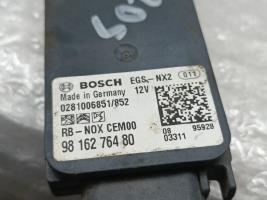 BOSCH EGS-NX2 011
Made in Germany 12V
0281006851/852
RB-NOX CEM00
98 162 764 80
08 95928
03311